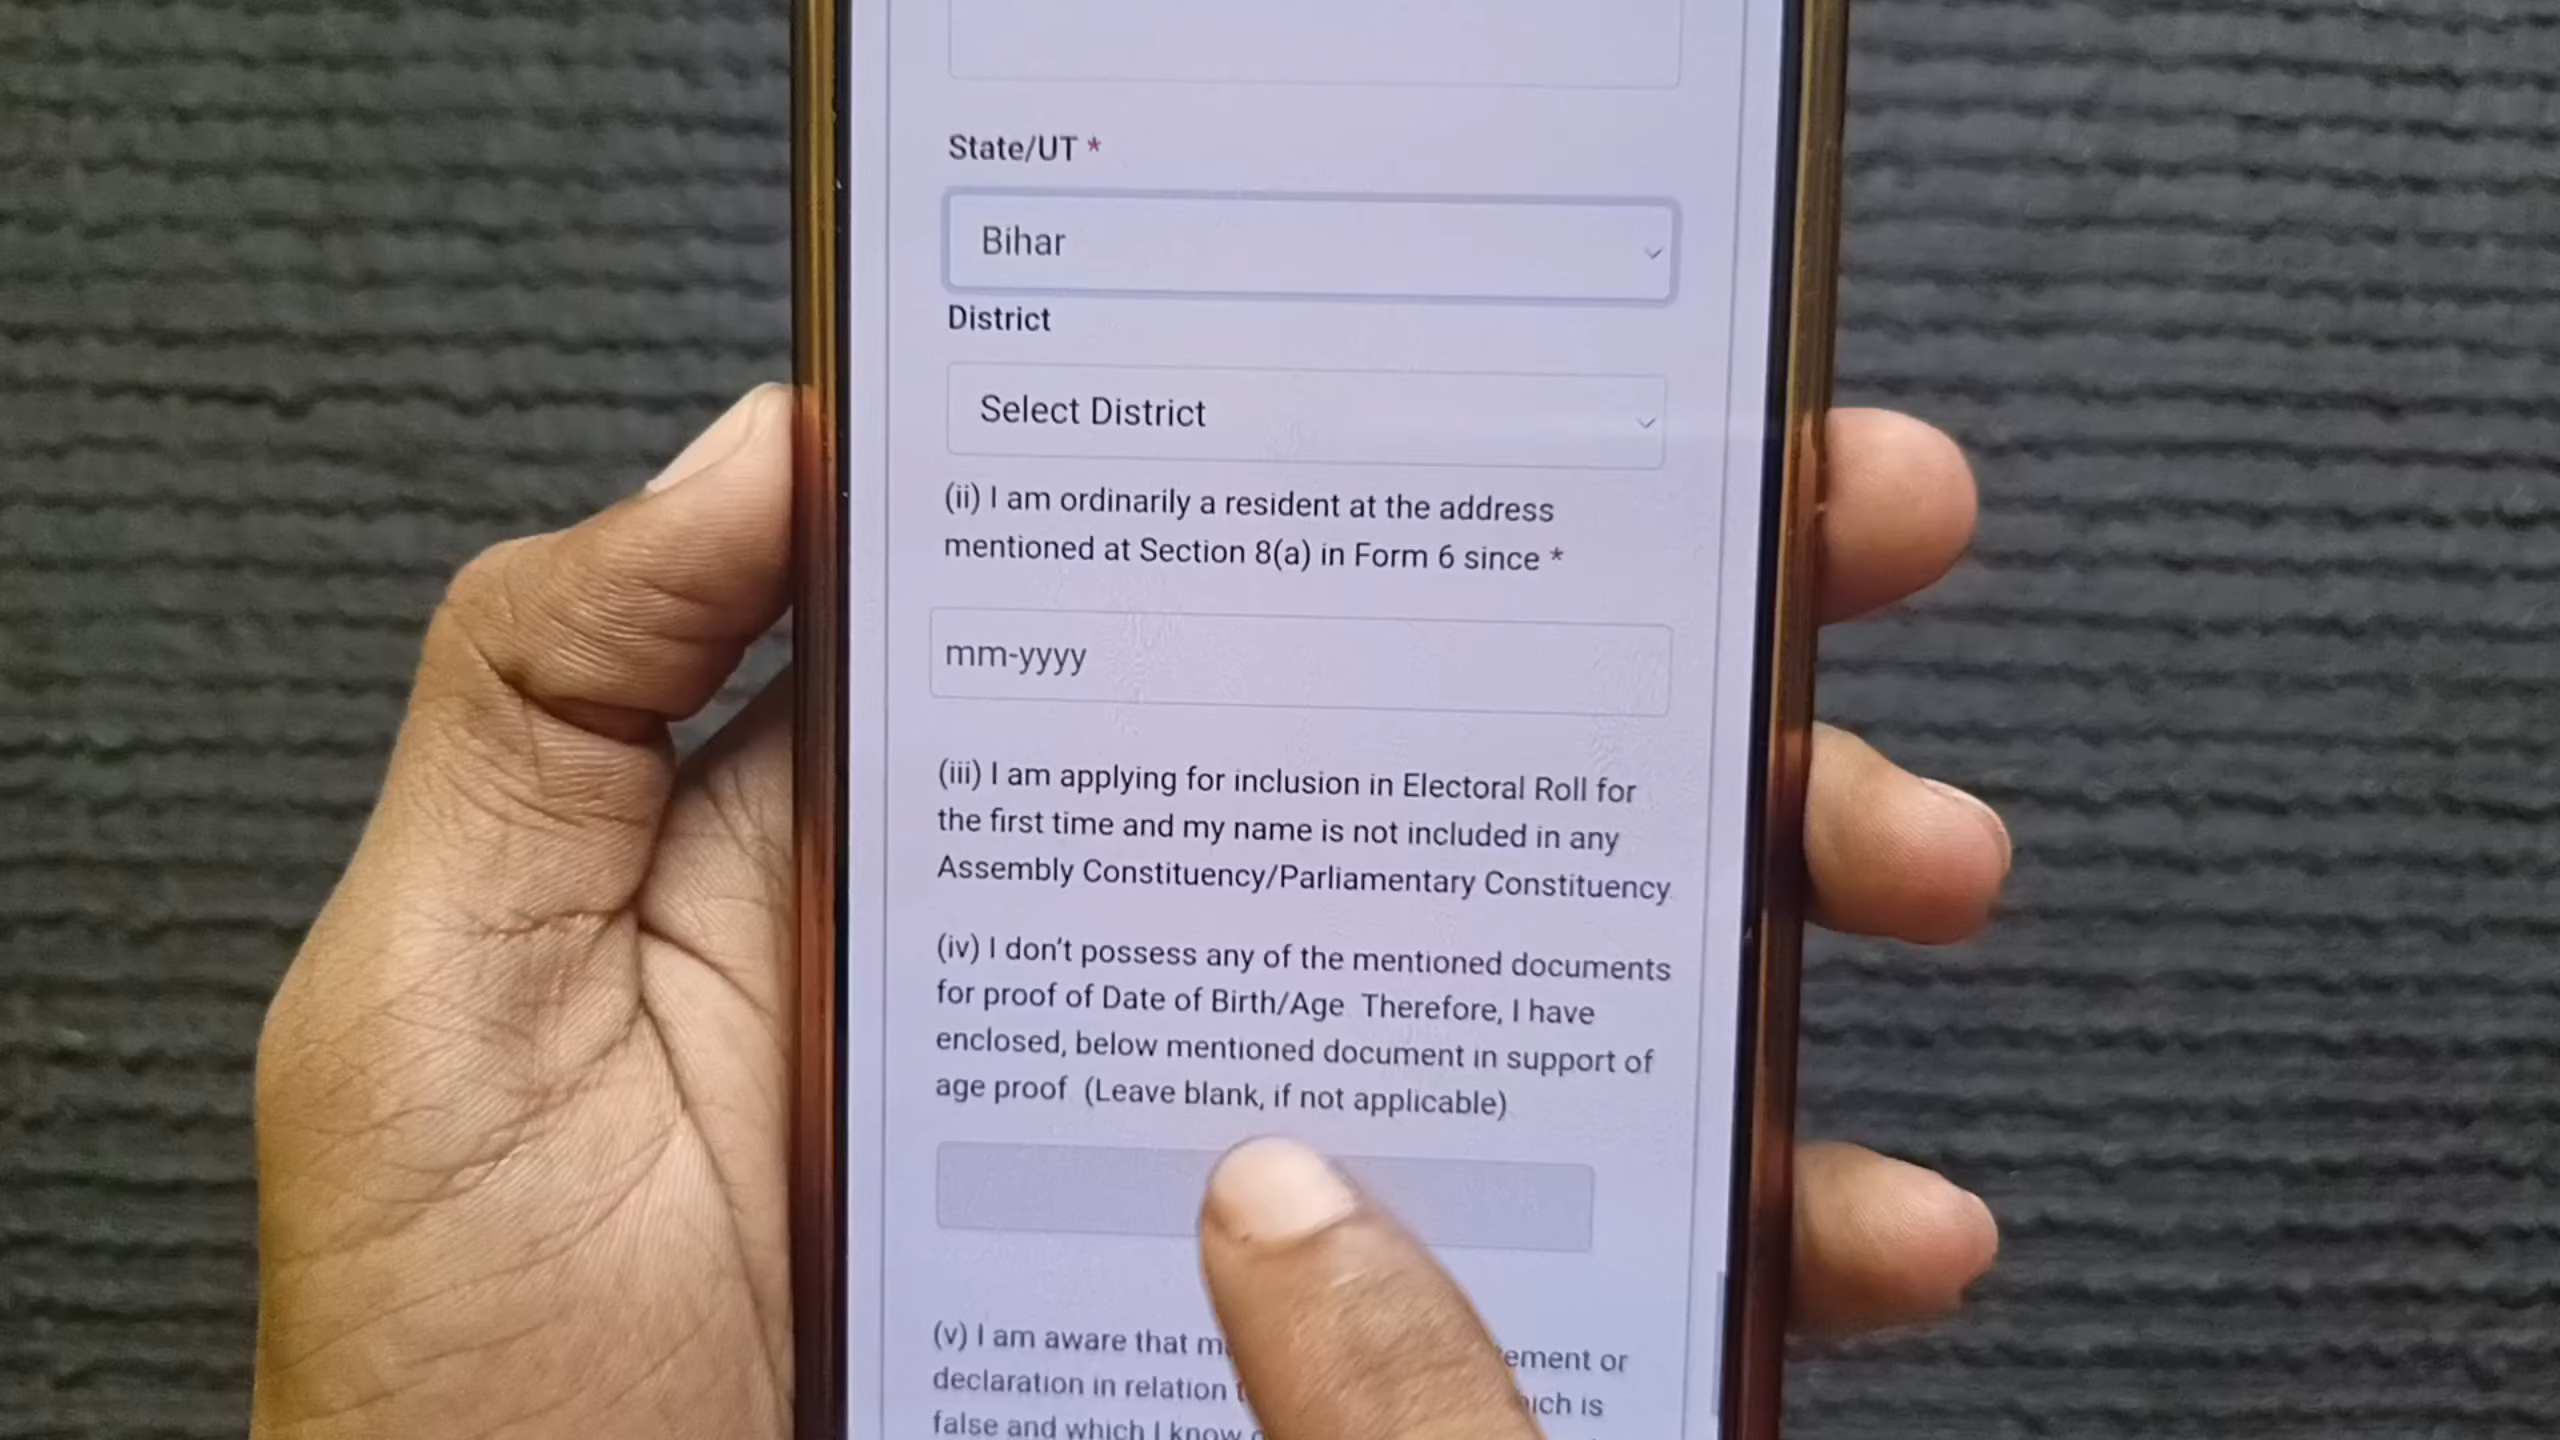 State/UT *
Bihar
District
Select District
(ii) I am ordinarily a resident at the address
mentioned at Section 8(a) in Form 6 since *
mm-yyyy
(iii) I am applying for inclusion in Electoral Roll for
the first time and my name is not included in any
Assembly Constituency/Parliamentary Constituency
(iv) I don't possess any of the mentioned documents
for proof of Date of Birth/Age Therefore, I have
enclosed, below mentioned document in support of
age proof (Leave blank, if not applicable)
(v) I am aware that or
declaration in relation is
false and which I know